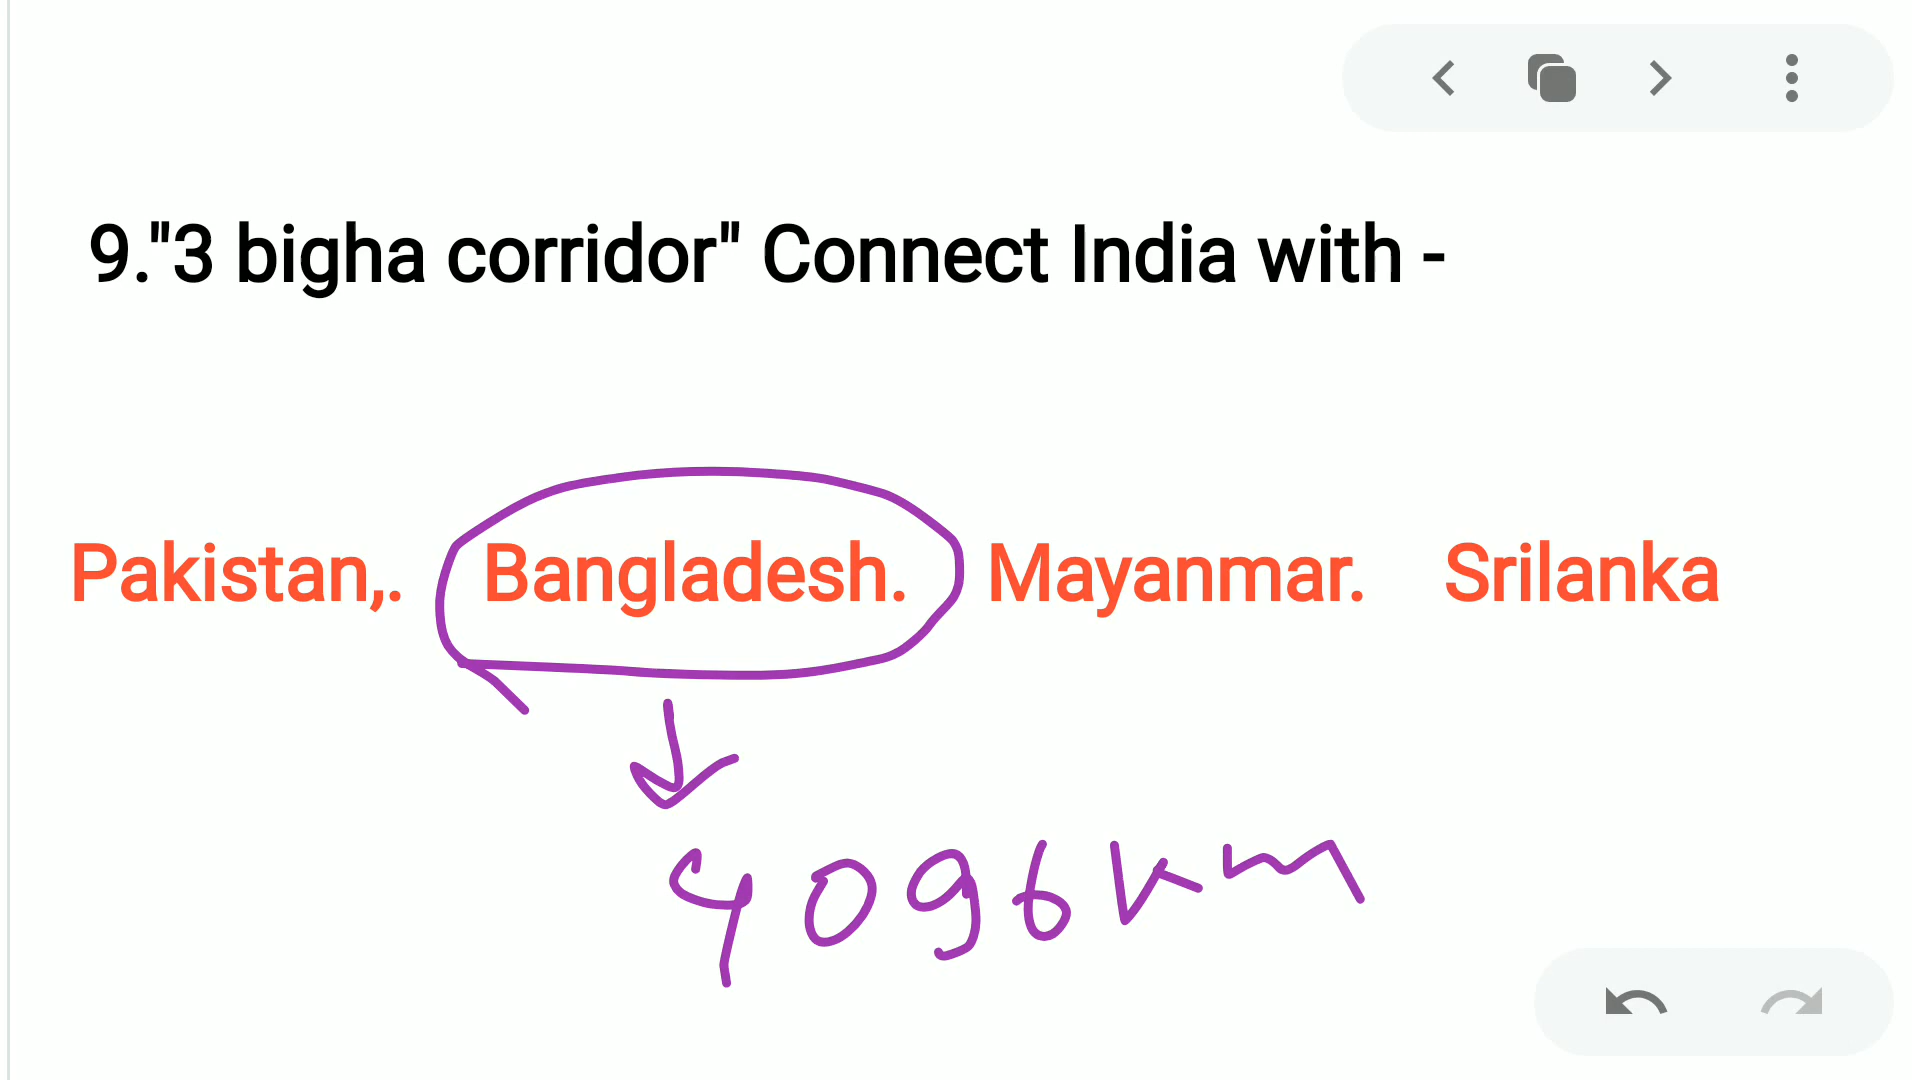 9."3 bigha corridor" Connect India with -
Pakistan,. Bangladesh. Mayanmar. Srilanka
4096km